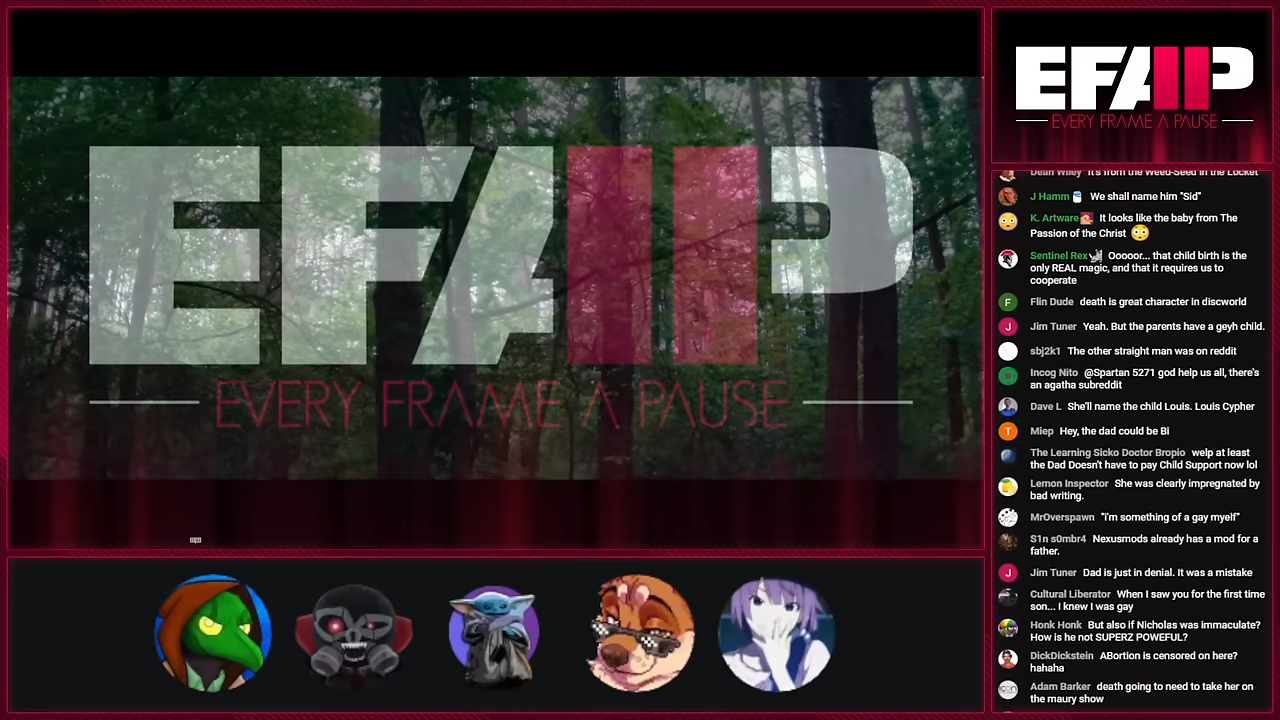 EFAP
EVERY FRAME A PAUSE
EFAP
EVERY FRAME A PAUSE
Dean Wiley It's from the Weed-Seed in the Locket
J Hamm We shall name him "Sid"
K. Artware It looks like the baby from The
Passion of the Christ 😳
Sentinel Rex Ooooor... that child birth is the
only REAL magic, and that it requires us to
cooperate
F
Flin Dude death is great character in discworld
J
Jim Tuner Yeah. But the parents have a geyh child.
sbj2k1 The other straight man was on reddit
Incog Nito @Spartan 5271 god help us all, there's
an agatha subreddit
Dave L She'll name the child Louis. Louis Cypher
T
Miep Hey, the dad could be Bi
The Learning Sicko Doctor Bropio welp at least
the Dad Doesn't have to pay Child Support now lol
Lemon Inspector She was clearly impregnated by
bad writing.
MrOverspawn "I'm something of a gay myelf"
S1n s0mbr4 Nexusmods already has a mod for a
father.
J
Jim Tuner Dad is just in denial. It was a mistake
Cultural Liberator When I saw you for the first time
son... I knew I was gay
Honk Honk But also if Nicholas was immaculate?
How is he not SUPERZ POWEFUL?
DickDickstein ABortion is censored on here?
hahaha
Adam Barker death going to need to take her on
the maury show